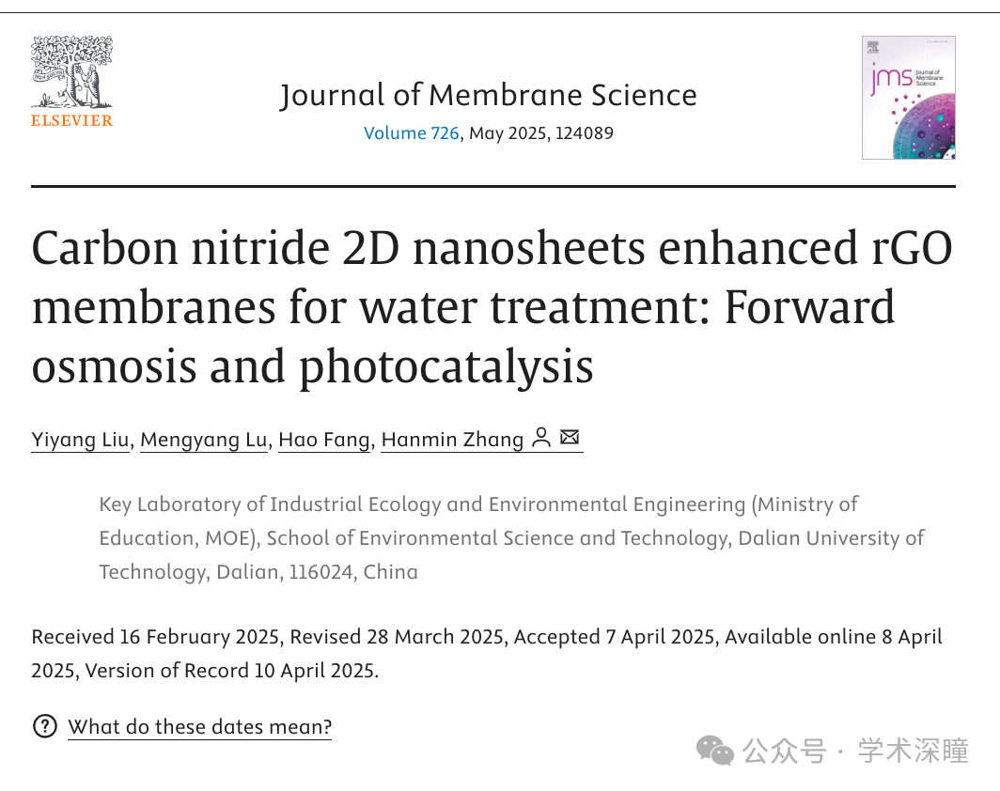 ELSEVIER
Journal of Membrane Science
Volume 726, May 2025, 124089
jms
Journal of
Membrane
Science
Carbon nitride 2D nanosheets enhanced rGO
membranes for water treatment: Forward
osmosis and photocatalysis
Yiyang Liu, Mengyang Lu, Hao Fang, Hanmin Zhang
Key Laboratory of Industrial Ecology and Environmental Engineering (Ministry of
Education, MOE), School of Environmental Science and Technology, Dalian University of
Technology, Dalian, 116024, China
Received 16 February 2025, Revised 28 March 2025, Accepted 7 April 2025, Available online 8 April
2025, Version of Record 10 April 2025.
? What do these dates mean?
公众号 · 学术深瞳